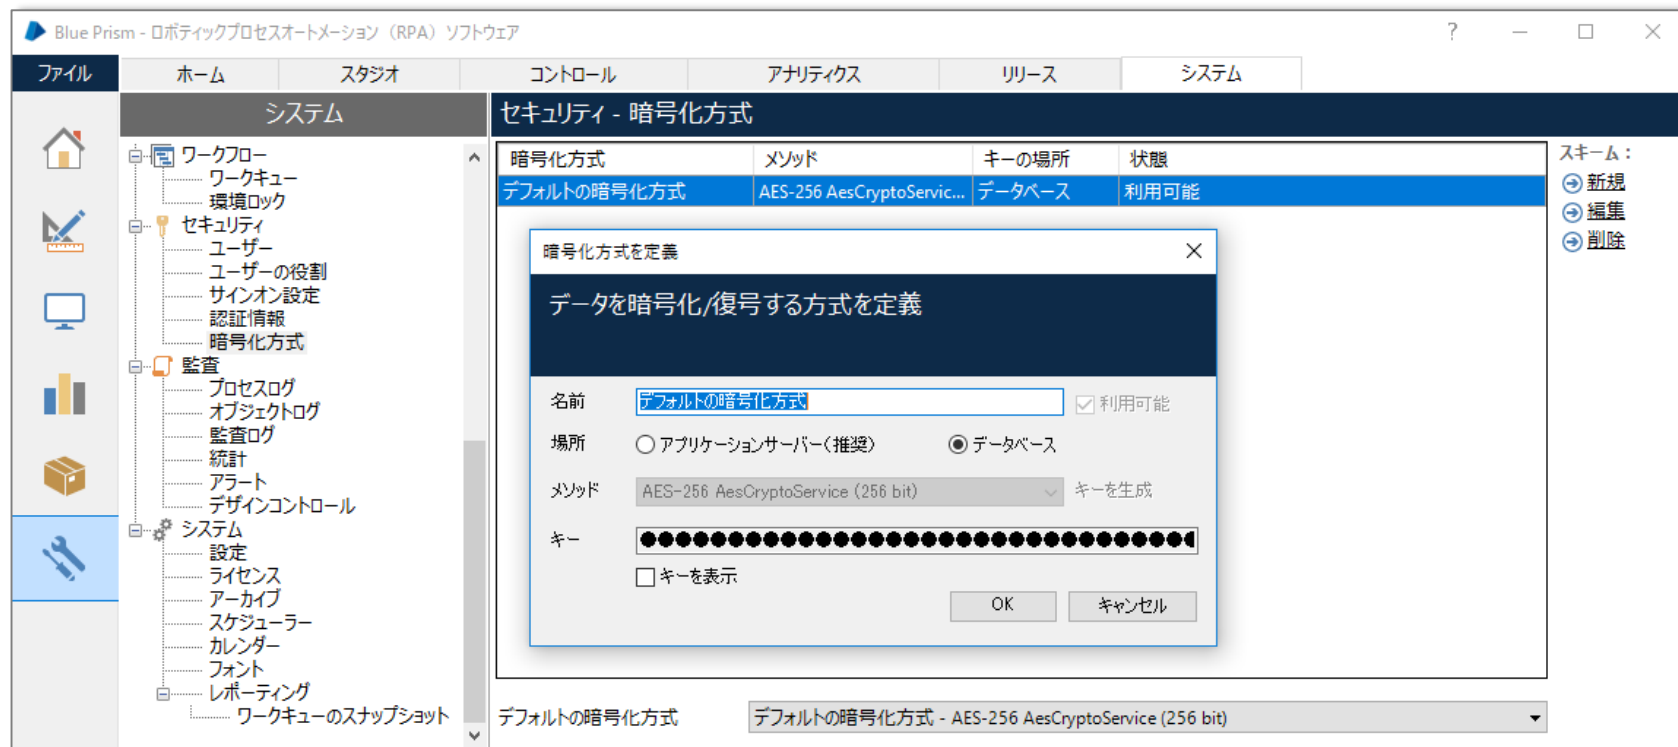 Blue Prism - ロボティックプロセスオートメーション（RPA）ソフトウェア
ファイル
ホーム
スタジオ
コントロール
アナリティクス
リリース
システム
システム
ワークフロー
ワークキュー
環境ロック
セキュリティ
ユーザー
ユーザーの役割
サインオン設定
認証情報
暗号化方式
監査
プロセスログ
オブジェクトログ
監査ログ
統計
アラート
デザインコントロール
システム
設定
ライセンス
アーカイブ
スケジューラー
カレンダー
フォント
レポーティング
ワークキューのスナップショット
セキュリティ - 暗号化方式
暗号化方式 メソッド キーの場所 状態
デフォルトの暗号化方式 AES-256 AesCryptoServic... データベース 利用可能
スキーム：
新規
編集
削除
暗号化方式を定義
データを暗号化/復号する方式を定義
名前 デフォルトの暗号化方式 利用可能
場所 アプリケーションサーバー(推奨) データベース
メソッド AES-256 AesCryptoService (256 bit) キーを生成
キー
キーを表示
OK キャンセル
デフォルトの暗号化方式 デフォルトの暗号化方式 - AES-256 AesCryptoService (256 bit)